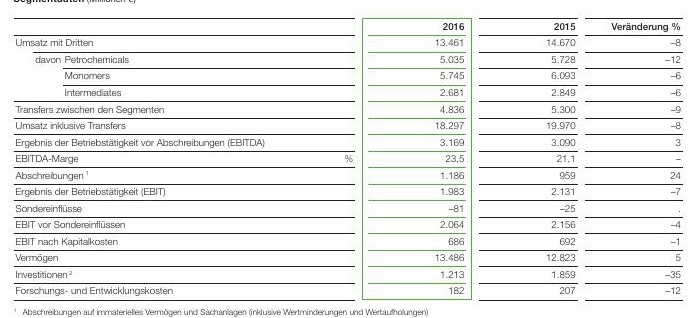 Segmentdaten (Millionen €)
2016 2015 Veränderung %
Umsatz mit Dritten 13.461 14.670 –8
davon Petrochemicals 5.035 5.728 –12
Monomers 5.745 6.093 –6
Intermediates 2.681 2.849 –6
Transfers zwischen den Segmenten 4.836 5.300 –9
Umsatz inklusive Transfers 18.297 19.970 –8
Ergebnis der Betriebstätigkeit vor Abschreibungen (EBITDA) 3.169 3.090 3
EBITDA-Marge % 23,5 21,1 –
Abschreibungen ¹ 1.186 959 24
Ergebnis der Betriebstätigkeit (EBIT) 1.983 2.131 –7
Sondereinflüsse –81 –25 .
EBIT vor Sondereinflüssen 2.064 2.156 –4
EBIT nach Kapitalkosten 686 692 –1
Vermögen 13.486 12.823 5
Investitionen ² 1.213 1.859 –35
Forschungs- und Entwicklungskosten 182 207 –12
¹ Abschreibungen auf immaterielles Vermögen und Sachanlagen (inklusive Wertminderungen und Wertaufholungen)